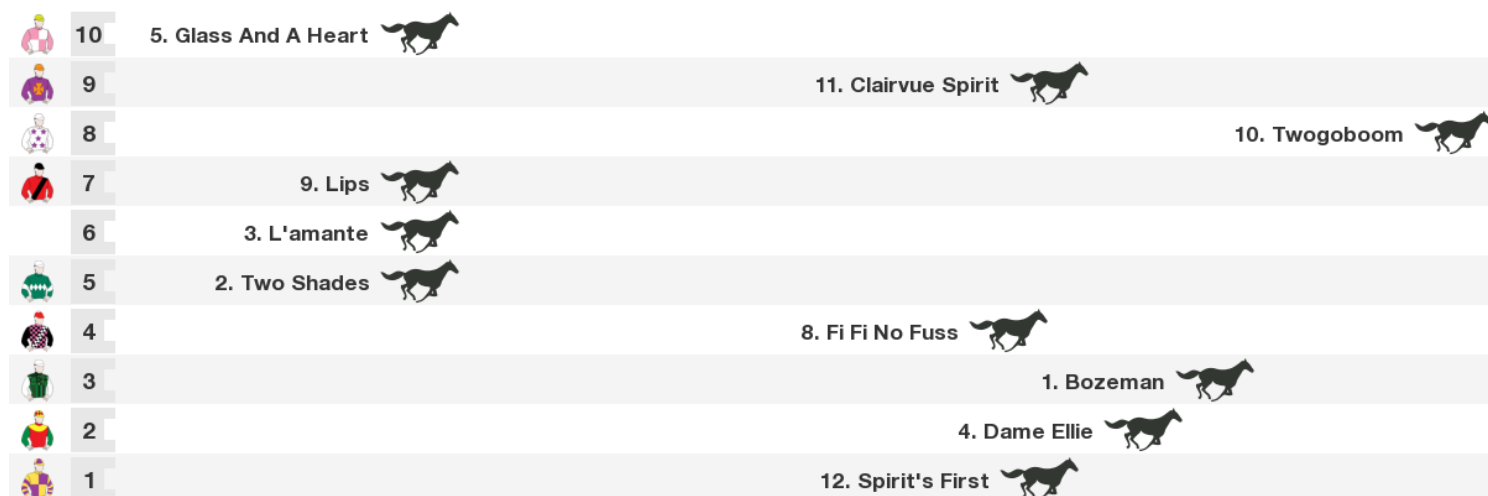 10 5. Glass And A Heart
9 11. Clairvue Spirit
8 10. Twogoboom
7 9. Lips
6 3. L'amante
5 2. Two Shades
4 8. Fi Fi No Fuss
3 1. Bozeman
2 4. Dame Ellie
1 12. Spirit's First